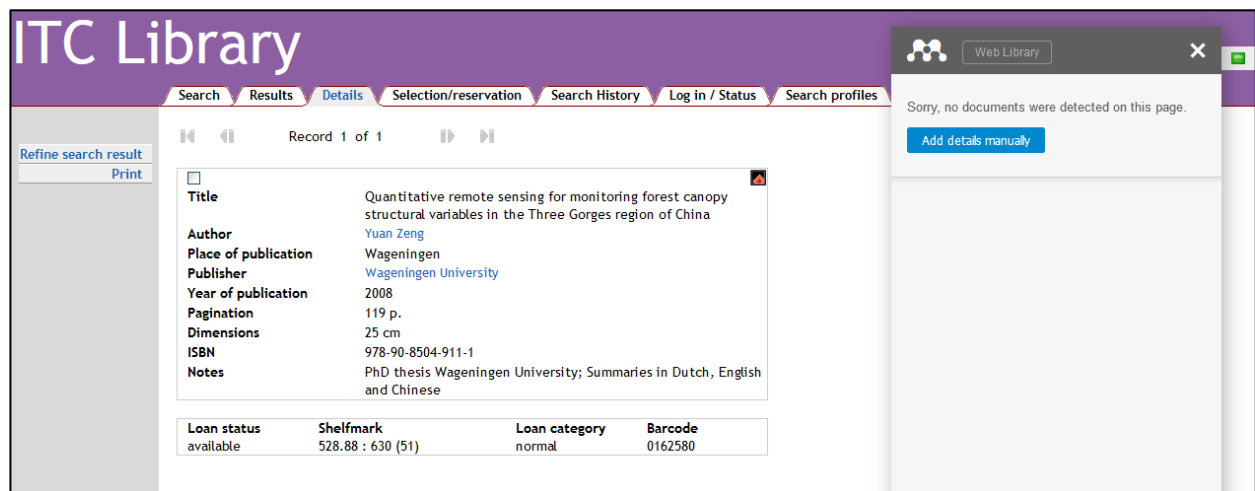 ITC Library
Web Library
Search Results Details Selection/reservation Search History Log in / Status Search profiles
Sorry, no documents were detected on this page.
Add details manually
Record 1 of 1
Refine search result
Print
Title Quantitative remote sensing for monitoring forest canopy
structural variables in the Three Gorges region of China
Author Yuan Zeng
Place of publication Wageningen
Publisher Wageningen University
Year of publication 2008
Pagination 119 p.
Dimensions 25 cm
ISBN 978-90-8504-911-1
Notes PhD thesis Wageningen University; Summaries in Dutch, English
and Chinese
Loan status Shelfmark Loan category Barcode
available 528.88 : 630 (51) normal 0162580